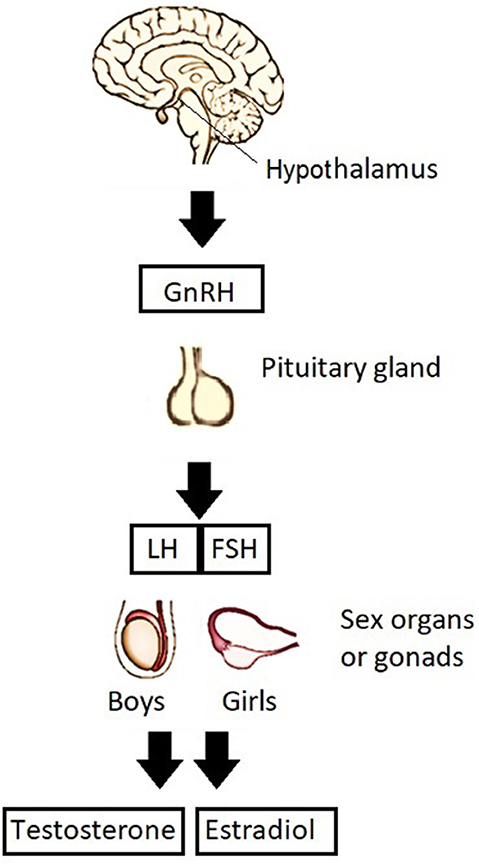 Hypothalamus
GnRH
Pituitary gland
LH
FSH
Sex organs
or gonads
Boys
Girls
Testosterone
Estradiol